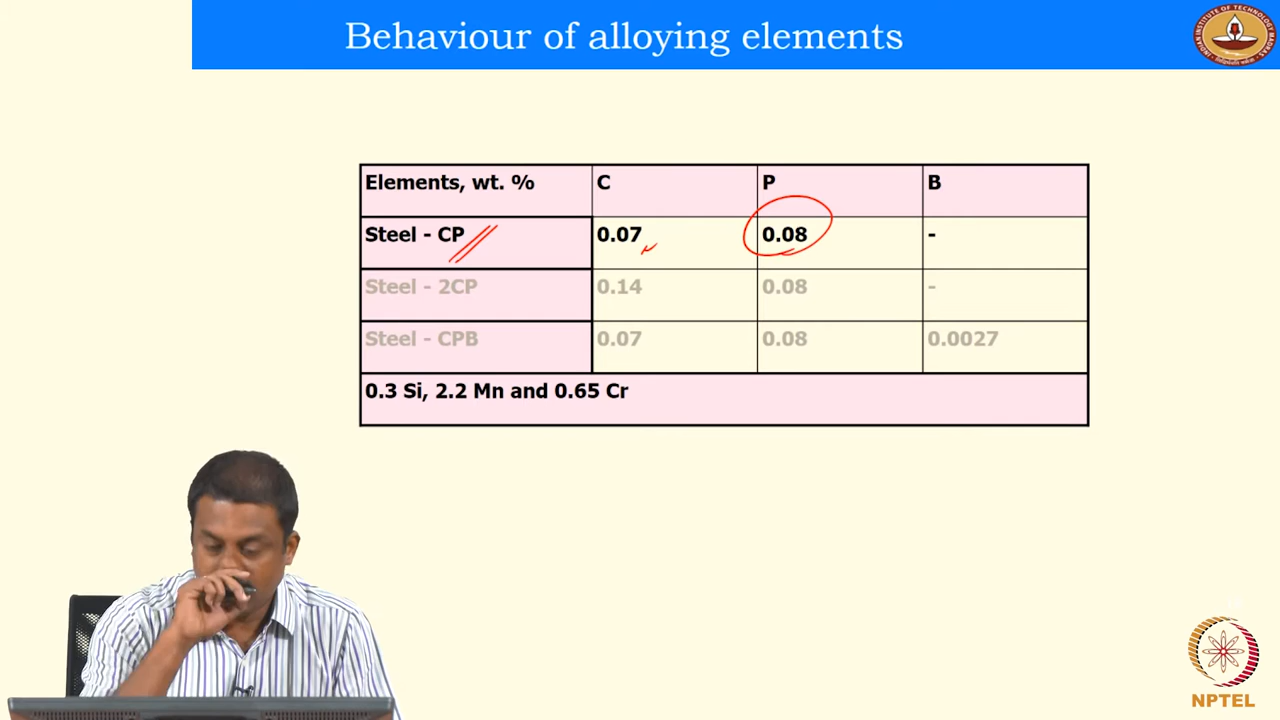 Behaviour of alloying elements
Elements, wt. % C P B
Steel - CP 0.07 0.08 -
Steel - 2CP 0.14 0.08 -
Steel - CPB 0.07 0.08 0.0027
0.3 Si, 2.2 Mn and 0.65 Cr
NPTEL